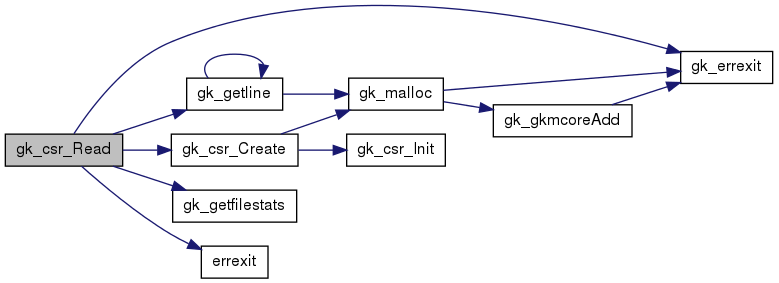 gk_csr_Read
gk_getline
gk_csr_Create
gk_getfilestats
errexit
gk_malloc
gk_csr_Init
gk_gkmcoreAdd
gk_errexit